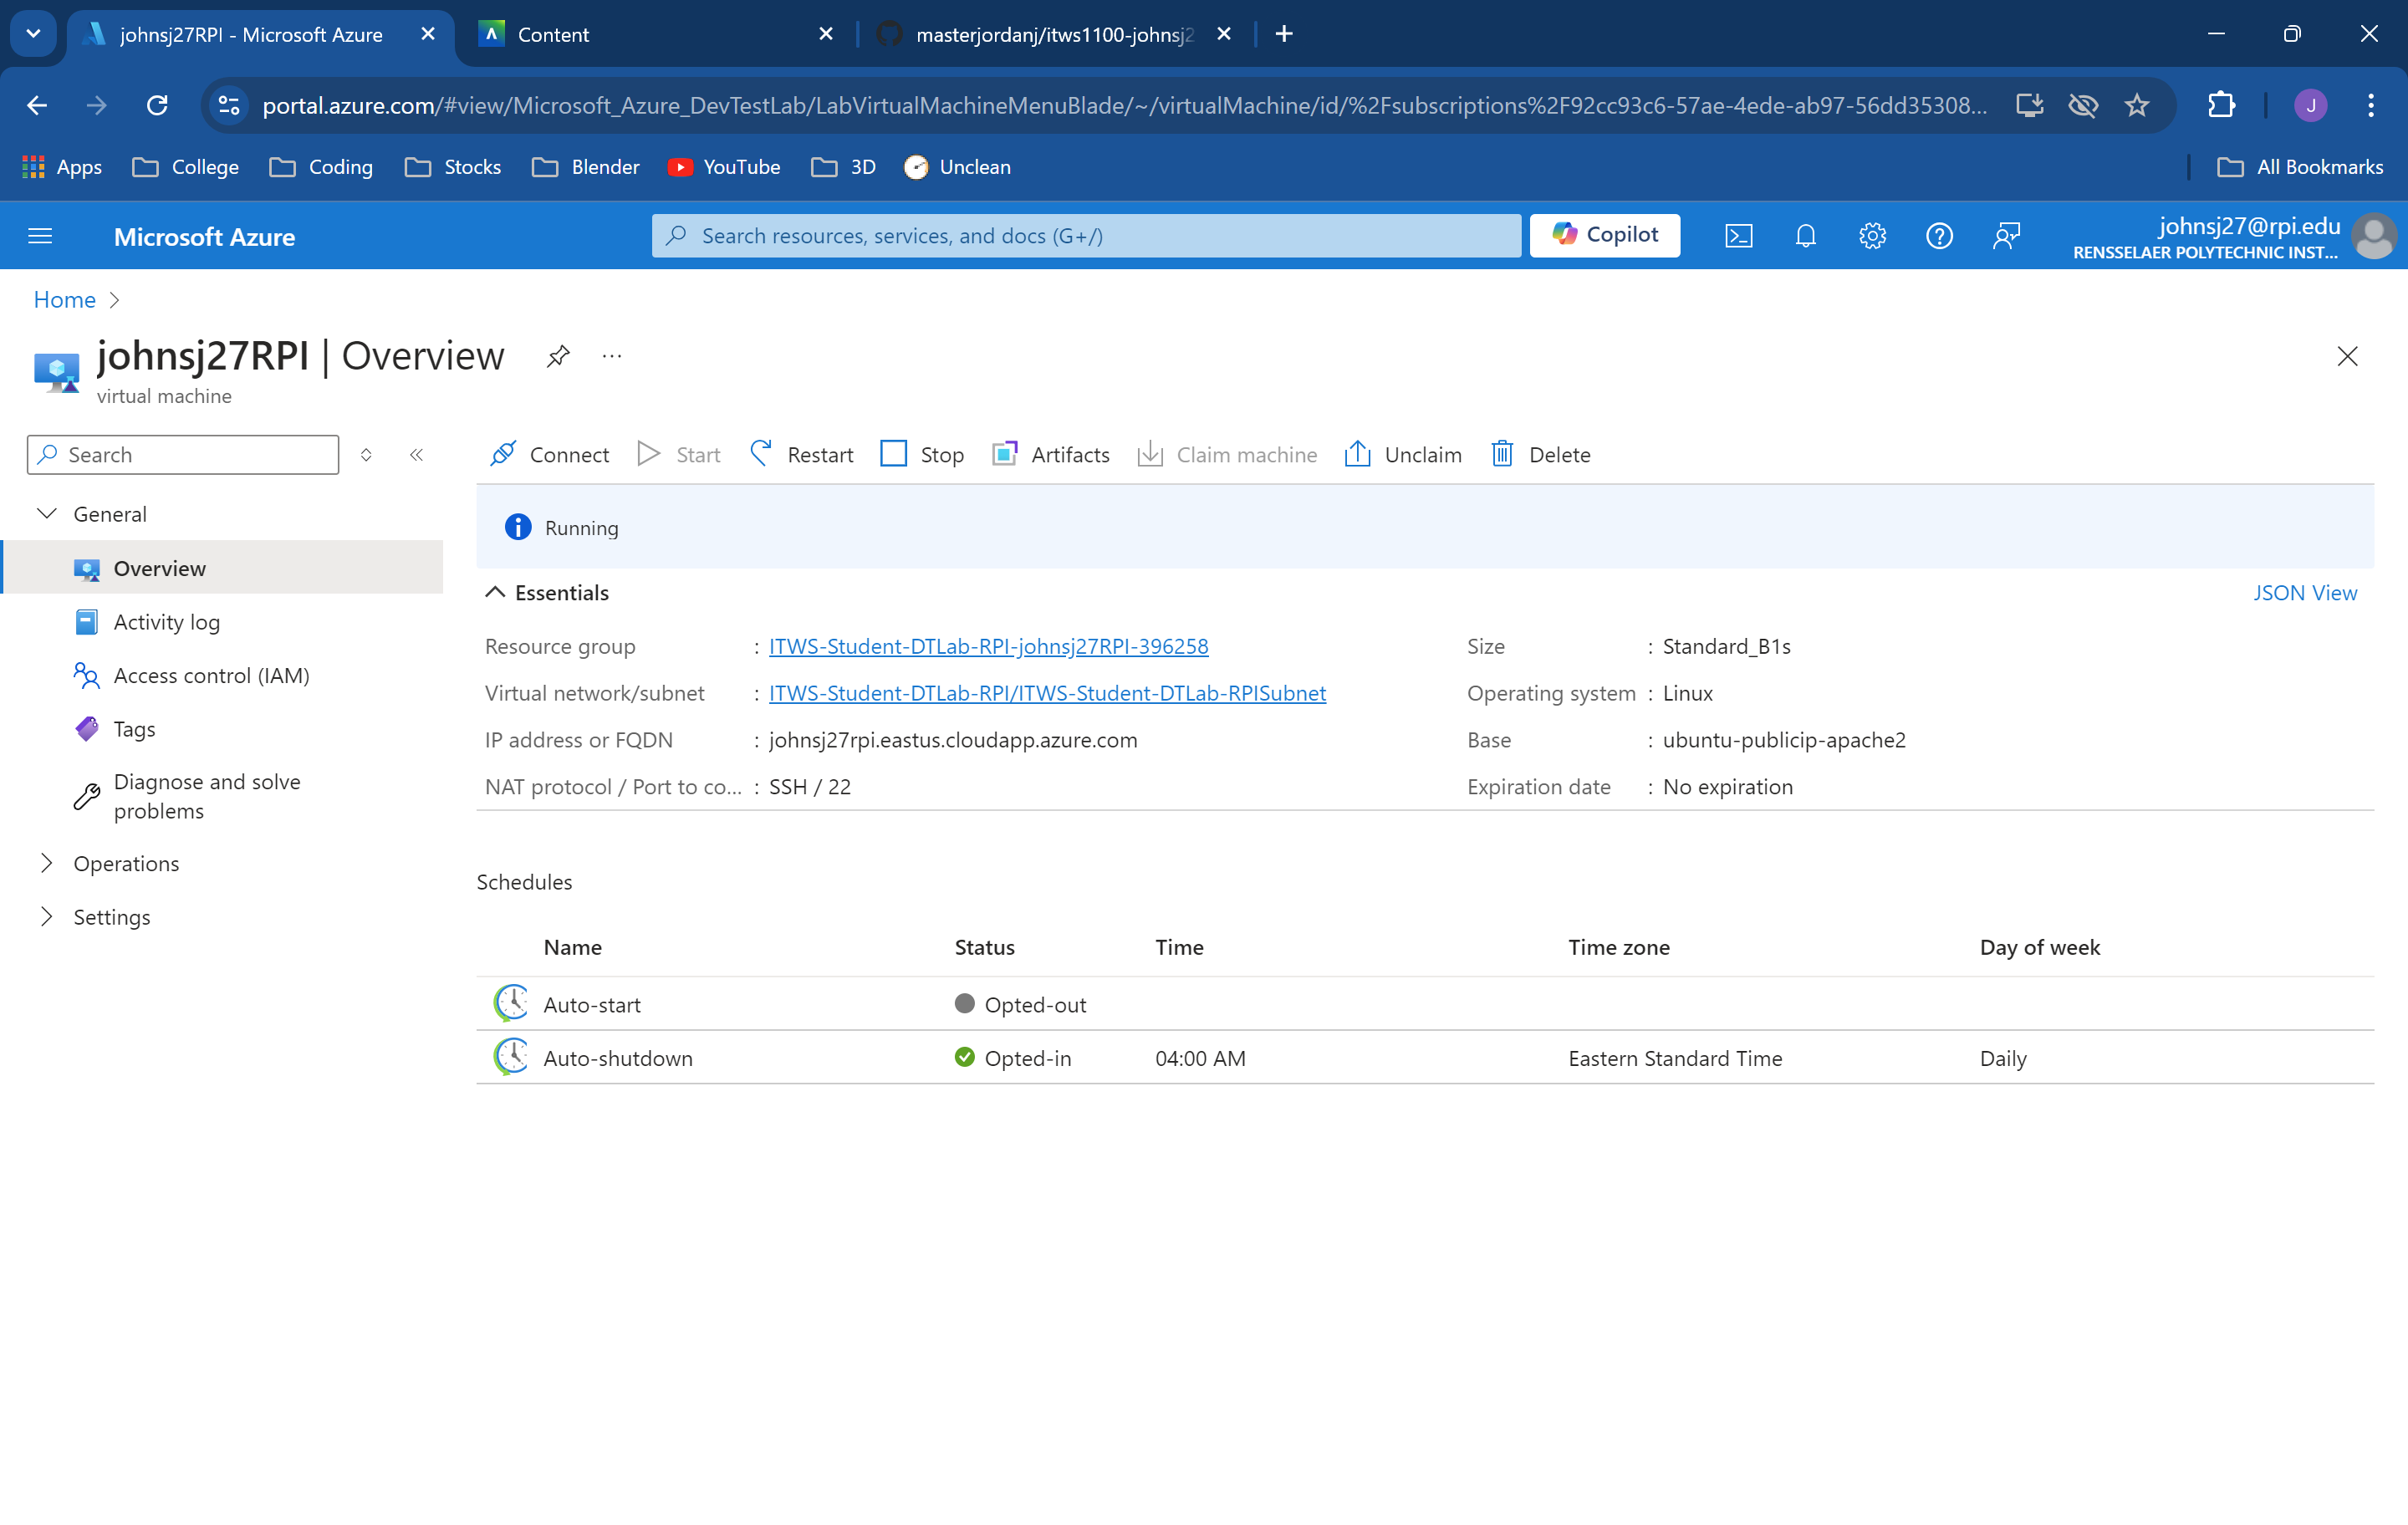 johnsj27RPI - Microsoft Azure
Content
masterjordanj/itws1100-johnsj2
portal.azure.com/#view/Microsoft_Azure_DevTestLab/LabVirtualMachineMenuBlade/~/virtualMachine/id/%2Fsubscriptions%2F92cc93c6-57ae-4ede-ab97-56dd35308...
J
Apps College Coding Stocks Blender YouTube 3D Unclean All Bookmarks
Microsoft Azure
Search resources, services, and docs (G+/)
Copilot
johnsj27@rpi.edu
RENSSELAER POLYTECHNIC INST...
Home
johnsj27RPI | Overview
virtual machine
Search
Connect Start Restart Stop Artifacts Claim machine Unclaim Delete
General
Overview
Activity log
Access control (IAM)
Tags
Diagnose and solve
problems
Operations
Settings
Running
Essentials
JSON View
Resource group : ITWS-Student-DTLab-RPI-johnsj27RPI-396258
Size : Standard_B1s
Virtual network/subnet : ITWS-Student-DTLab-RPI/ITWS-Student-DTLab-RPISubnet
Operating system : Linux
IP address or FQDN : johnsj27rpi.eastus.cloudapp.azure.com
Base : ubuntu-publicip-apache2
NAT protocol / Port to co... : SSH / 22
Expiration date : No expiration
Schedules
Name Status Time Time zone Day of week
Auto-start Opted-out
Auto-shutdown Opted-in 04:00 AM Eastern Standard Time Daily